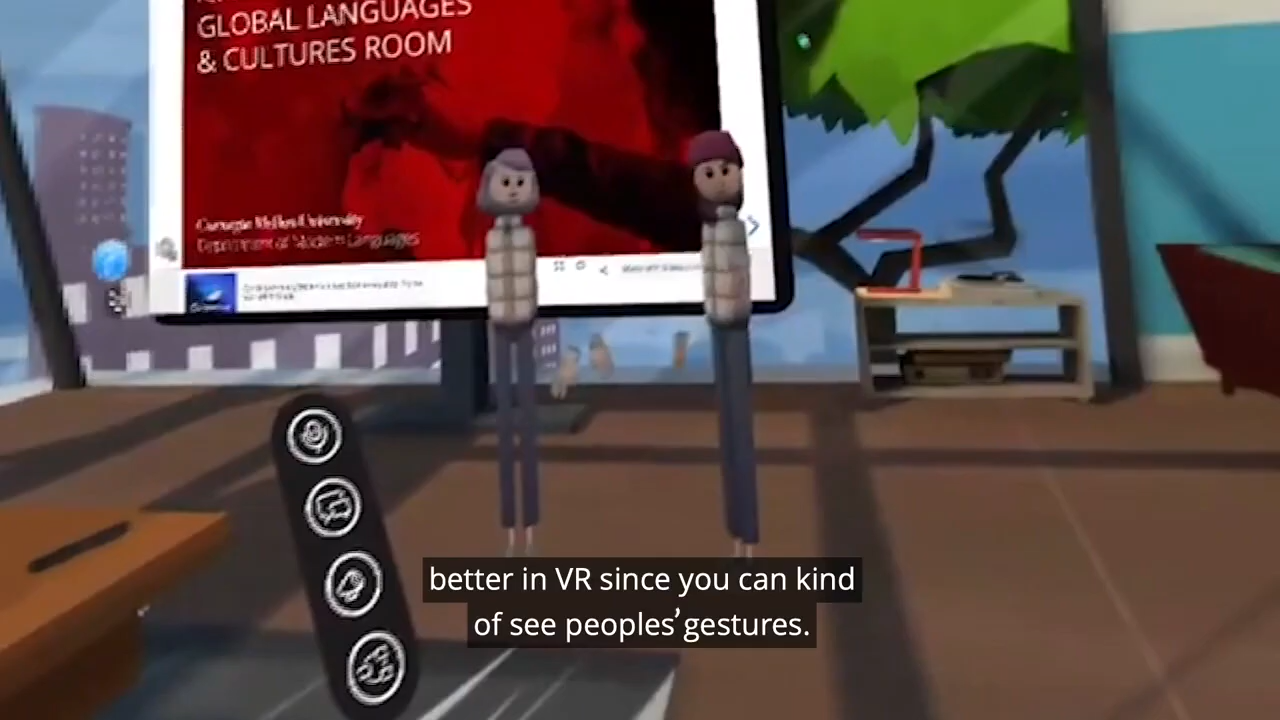 GLOBAL LANGUAGES
& CULTURES ROOM
Carnegie Mellon University
Department of Modern Languages
better in VR since you can kind
of see peoples’ gestures.